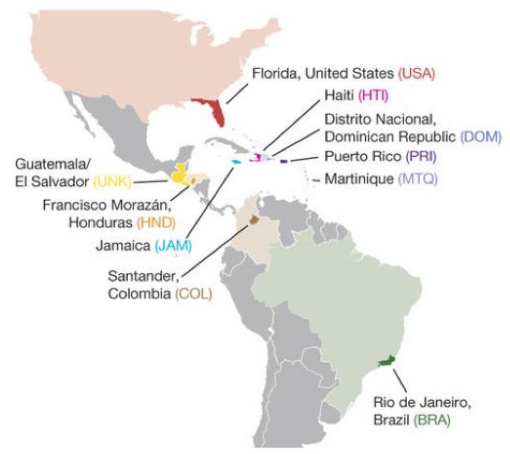 Florida, United States (USA)
Haiti (HTI)
Distrito Nacional,
Dominican Republic (DOM)
Puerto Rico (PRI)
Martinique (MTQ)
Guatemala/
El Salvador (UNK)
Francisco Morazán,
Honduras (HND)
Jamaica (JAM)
Santander,
Colombia (COL)
Rio de Janeiro,
Brazil (BRA)